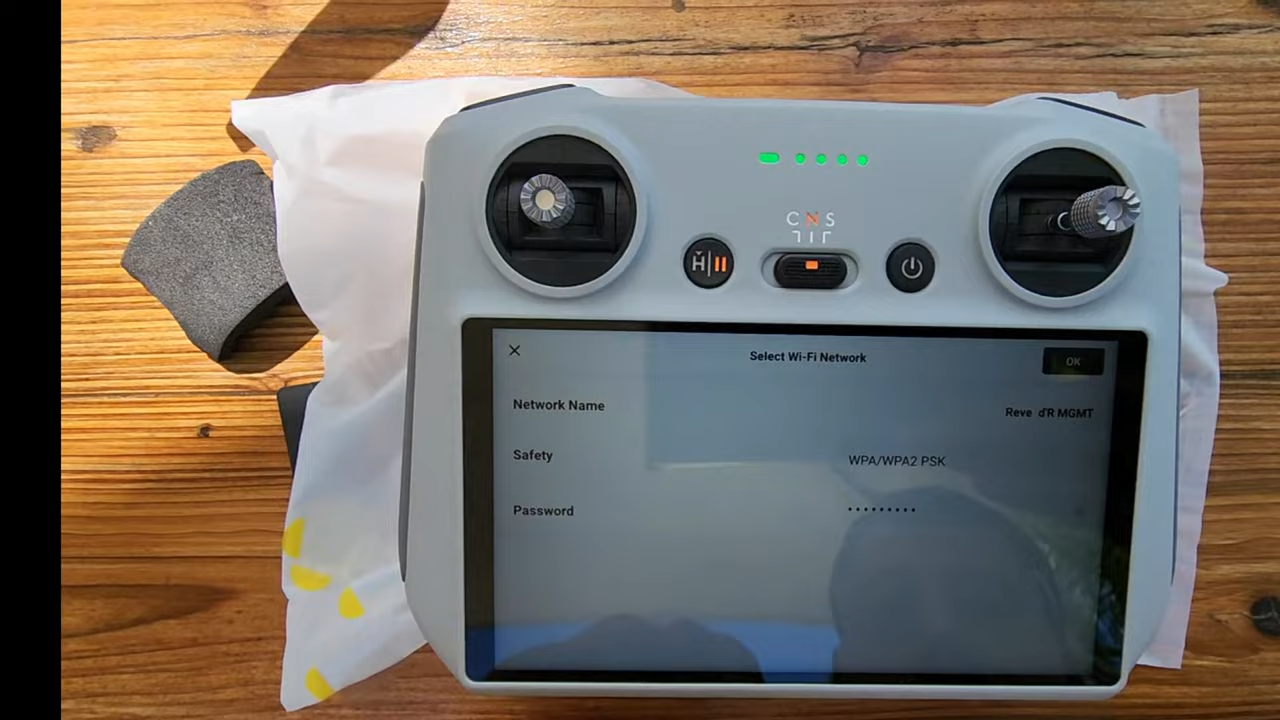 C N S
H
Select Wi-Fi Network
OK
Network Name
Reve d'R MGMT
Safety
WPA/WPA2 PSK
Password
•••••••••